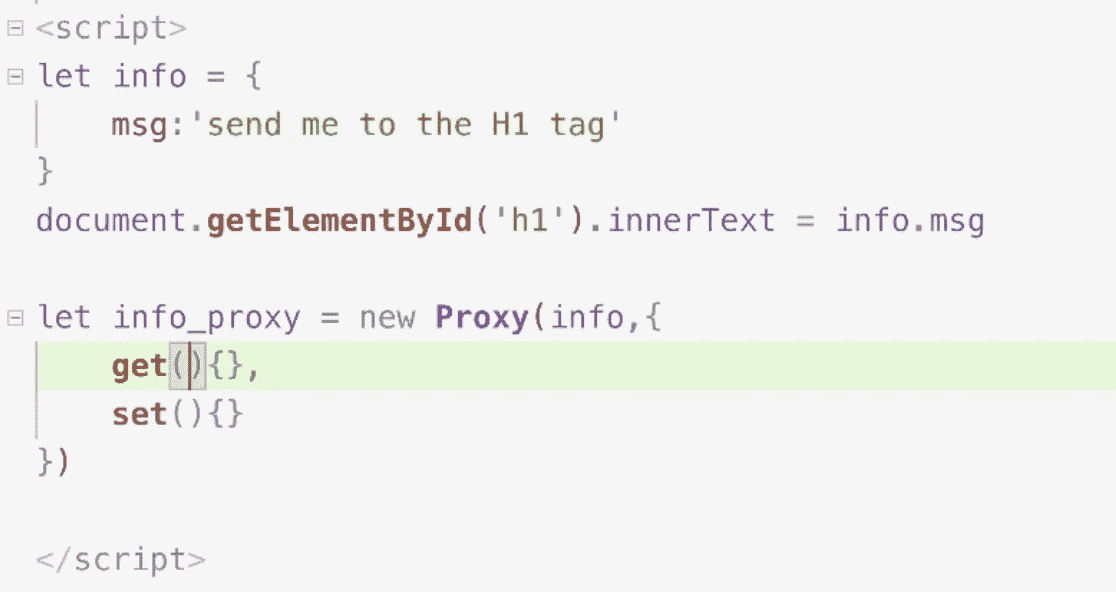 <script>
let info = {
msg:'send me to the H1 tag'
}
document.getElementById('h1').innerText = info.msg
let info_proxy = new Proxy(info,{
get(){},
set(){}
})
</script>